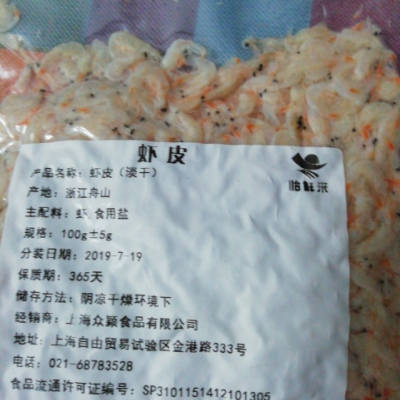 虾皮
怡鲜来
产品名称：虾皮（淡干）
产地：浙江舟山
主配料：虾，食用盐
规格：100g±5g
分装日期：2019-7-19
保质期：365天
储存方法：阴凉干燥环境下
经销商：上海众颖食品有限公司
地址：上海自由贸易试验区金港路333号
电话：021-68783528
食品流通许可证编号：SP3101151412101305